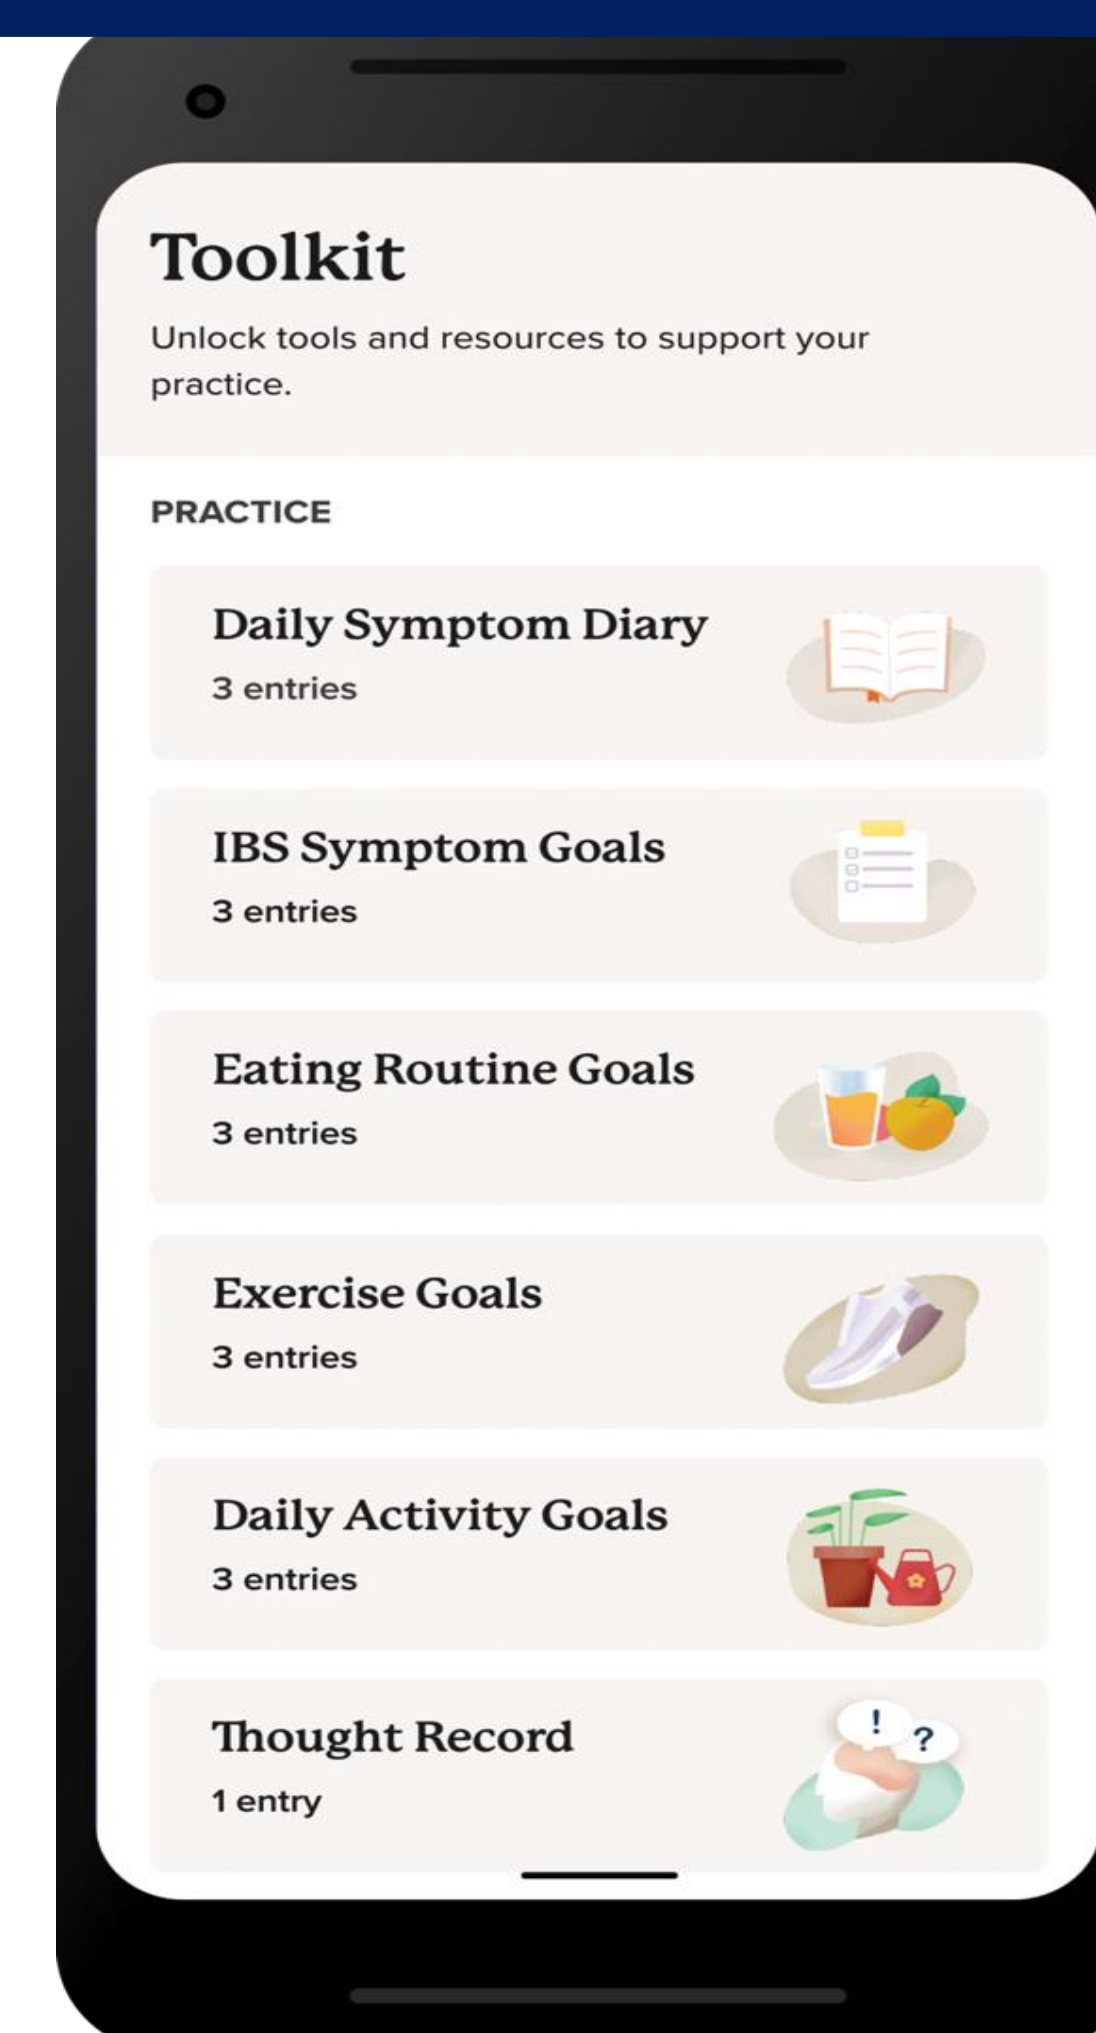 Toolkit
Unlock tools and resources to support your
practice.
PRACTICE
Daily Symptom Diary
3 entries
IBS Symptom Goals
3 entries
Eating Routine Goals
3 entries
Exercise Goals
3 entries
Daily Activity Goals
3 entries
! ?
Thought Record
1 entry